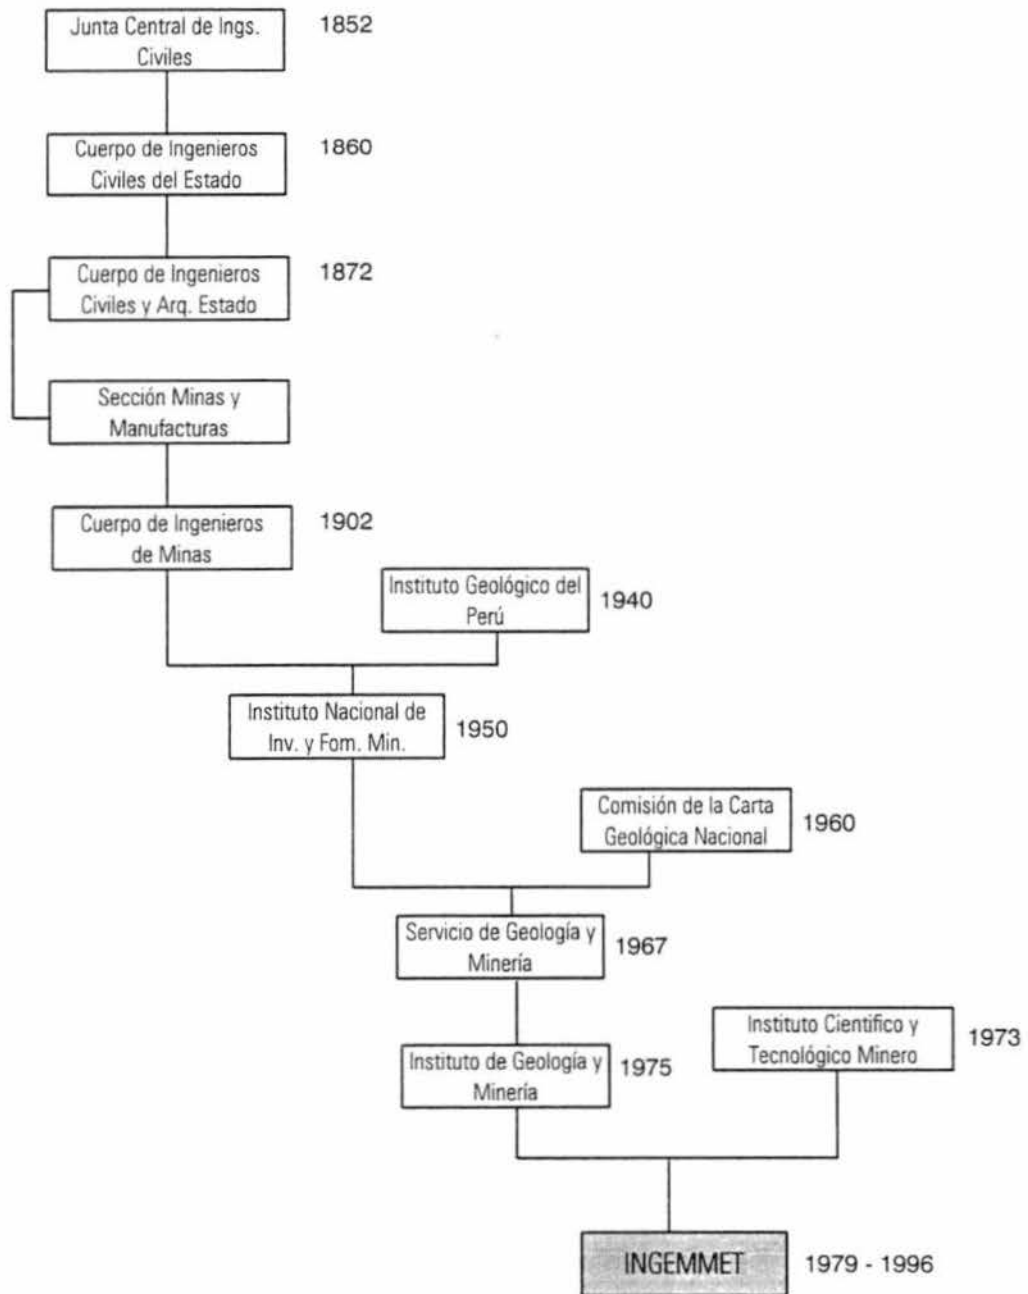 Junta Central de Ings.
Civiles
1852
Cuerpo de Ingenieros
Civiles del Estado
1860
Cuerpo de Ingenieros
Civiles y Arq. Estado
1872
Sección Minas y
Manufacturas
Cuerpo de Ingenieros
de Minas
1902
Instituto Geológico del
Perú
1940
Instituto Nacional de
Inv. y Fom. Min.
1950
Comisión de la Carta
Geológica Nacional
1960
Servicio de Geología y
Minería
1967
Instituto Cientifico y
Tecnológico Minero
1973
Instituto de Geología y
Minería
1975
INGEMMET
1979 - 1996